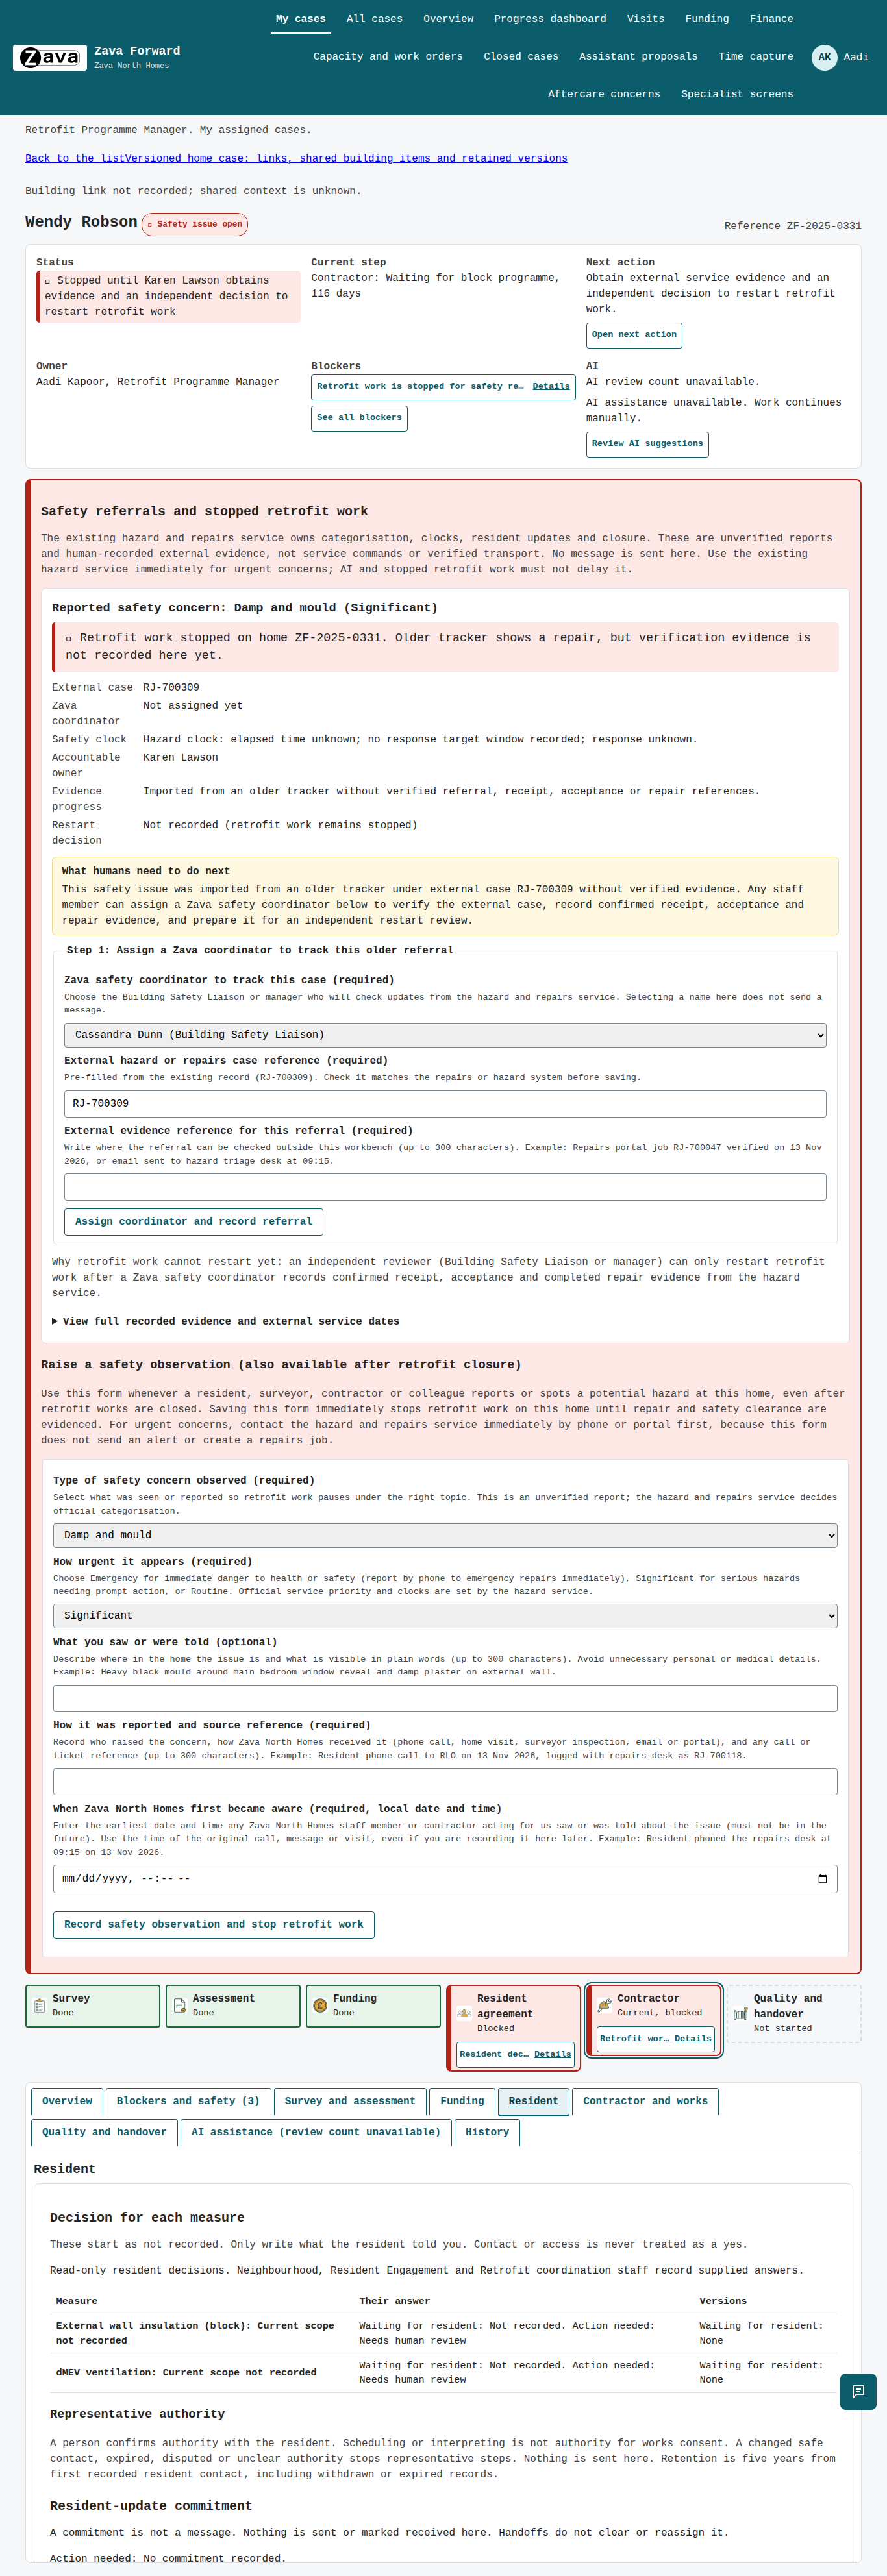 My cases
All cases
Overview
Progress dashboard
Visits
Funding
Finance
Zava
Zava Forward
Zava North Homes
Capacity and work orders
Closed cases
Assistant proposals
Time capture
AK
Aadi
Aftercare concerns
Specialist screens
Retrofit Programme Manager. My assigned cases.
Back to the listVersioned home case: links, shared building items and retained versions
Building link not recorded; shared context is unknown.
Wendy Robson
Safety issue open
Reference ZF-2025-0331
Status
Stopped until Karen Lawson obtains
evidence and an independent decision to
restart retrofit work
Current step
Contractor: Waiting for block programme,
116 days
Next action
Obtain external service evidence and an
independent decision to restart retrofit
work.
Open next action
Owner
Aadi Kapoor, Retrofit Programme Manager
Blockers
Retrofit work is stopped for safety re… Details
See all blockers
AI
AI review count unavailable.
AI assistance unavailable. Work continues
manually.
Review AI suggestions
Safety referrals and stopped retrofit work
The existing hazard and repairs service owns categorisation, clocks, resident updates and closure. These are unverified reports
and human-recorded external evidence, not service commands or verified transport. No message is sent here. Use the existing
hazard service immediately for urgent concerns; AI and stopped retrofit work must not delay it.
Reported safety concern: Damp and mould (Significant)
Retrofit work stopped on home ZF-2025-0331. Older tracker shows a repair, but verification evidence is
not recorded here yet.
External case RJ-700309
Zava
coordinator
Not assigned yet
Safety clock Hazard clock: elapsed time unknown; no response target window recorded; response unknown.
Accountable
owner
Karen Lawson
Evidence
progress
Imported from an older tracker without verified referral, receipt, acceptance or repair references.
Restart
decision
Not recorded (retrofit work remains stopped)
What humans need to do next
This safety issue was imported from an older tracker under external case RJ-700309 without verified evidence. Any staff
member can assign a Zava safety coordinator below to verify the external case, record confirmed receipt, acceptance and
repair evidence, and prepare it for an independent restart review.
Step 1: Assign a Zava coordinator to track this older referral
Zava safety coordinator to track this case (required)
Choose the Building Safety Liaison or manager who will check updates from the hazard and repairs service. Selecting a name here does not send a
message.
Cassandra Dunn (Building Safety Liaison)
External hazard or repairs case reference (required)
Pre-filled from the existing record (RJ-700309). Check it matches the repairs or hazard system before saving.
RJ-700309
External evidence reference for this referral (required)
Write where the referral can be checked outside this workbench (up to 300 characters). Example: Repairs portal job RJ-700047 verified on 13 Nov
2026, or email sent to hazard triage desk at 09:15.
Assign coordinator and record referral
Why retrofit work cannot restart yet: an independent reviewer (Building Safety Liaison or manager) can only restart retrofit
work after a Zava safety coordinator records confirmed receipt, acceptance and completed repair evidence from the hazard
service.
View full recorded evidence and external service dates
Raise a safety observation (also available after retrofit closure)
Use this form whenever a resident, surveyor, contractor or colleague reports or spots a potential hazard at this home, even after
retrofit works are closed. Saving this form immediately stops retrofit work on this home until repair and safety clearance are
evidenced. For urgent concerns, contact the hazard and repairs service immediately by phone or portal first, because this form
does not send an alert or create a repairs job.
Type of safety concern observed (required)
Select what was seen or reported so retrofit work pauses under the right topic. This is an unverified report; the hazard and repairs service decides
official categorisation.
Damp and mould
How urgent it appears (required)
Choose Emergency for immediate danger to health or safety (report by phone to emergency repairs immediately), Significant for serious hazards
needing prompt action, or Routine. Official service priority and clocks are set by the hazard service.
Significant
What you saw or were told (optional)
Describe where in the home the issue is and what is visible in plain words (up to 300 characters). Avoid unnecessary personal or medical details.
Example: Heavy black mould around main bedroom window reveal and damp plaster on external wall.
How it was reported and source reference (required)
Record who raised the concern, how Zava North Homes received it (phone call, home visit, surveyor inspection, email or portal), and any call or
ticket reference (up to 300 characters). Example: Resident phone call to RLO on 13 Nov 2026, logged with repairs desk as RJ-700118.
When Zava North Homes first became aware (required, local date and time)
Enter the earliest date and time any Zava North Homes staff member or contractor acting for us saw or was told about the issue (must not be in the
future). Use the time of the original call, message or visit, even if you are recording it here later. Example: Resident phoned the repairs desk at
09:15 on 13 Nov 2026.
mm/dd/yyyy, --:-- --
Record safety observation and stop retrofit work
Survey
Done
Assessment
Done
Funding
Done
Resident
agreement
Blocked
Resident dec… Details
Contractor
Current, blocked
Retrofit wor… Details
Quality and
handover
Not started
Overview
Blockers and safety (3)
Survey and assessment
Funding
Resident
Contractor and works
Quality and handover
AI assistance (review count unavailable)
History
Resident
Decision for each measure
These start as not recorded. Only write what the resident told you. Contact or access is never treated as a yes.
Read-only resident decisions. Neighbourhood, Resident Engagement and Retrofit coordination staff record supplied answers.
Measure
Their answer
Versions
External wall insulation (block): Current scope
not recorded
Waiting for resident: Not recorded. Action needed:
Needs human review
Waiting for resident:
None
dMEV ventilation: Current scope not recorded
Waiting for resident: Not recorded. Action needed:
Needs human review
Waiting for resident:
None
Representative authority
A person confirms authority with the resident. Scheduling or interpreting is not authority for works consent. A changed safe
contact, expired, disputed or unclear authority stops representative steps. Nothing is sent here. Retention is five years from
first recorded resident contact, including withdrawn or expired records.
Resident-update commitment
A commitment is not a message. Nothing is sent or marked received here. Handoffs do not clear or reassign it.
Action needed: No commitment recorded.